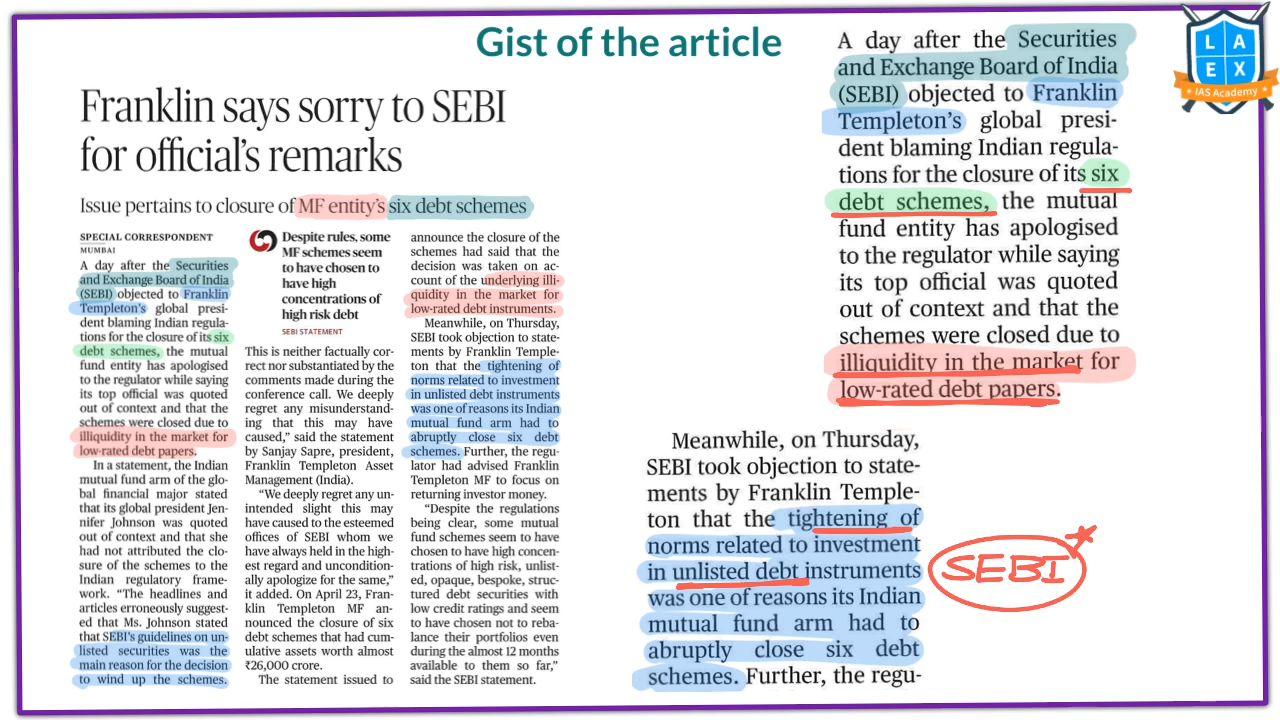 Gist of the article
Franklin says sorry to SEBI
for official's remarks
Issue pertains to closure of MF entity's six debt schemes
SPECIAL CORRESPONDENT
MUMBAI
A day after the Securities
and Exchange Board of India
(SEBI) objected to Franklin
Templeton's global presi-
dent blaming Indian regula-
tions for the closure of its six
debt schemes, the mutual
fund entity has apologised
to the regulator while saying
its top official was quoted
out of context and that the
schemes were closed due to
illiquidity in the market for
low-rated debt papers.
In a statement, the Indian
mutual fund arm of the glo-
bal financial major stated
that its global president Jen-
nifer Johnson was quoted
out of context and that she
had not attributed the clo-
sure of the schemes to the
Indian regulatory frame-
work. “The headlines and
articles erroneously suggest-
ed that Ms. Johnson stated
that SEBI's guidelines on un-
listed securities was the
main reason for the decision
to wind up the schemes.
Despite rules, some
MF schemes seem
to have chosen to
have high
concentrations of
high risk debt
SEBI STATEMENT
This is neither factually cor-
rect nor substantiated by the
comments made during the
conference call. We deeply
regret any misunderstand-
ing that this may have
caused,” said the statement
by Sanjay Sapre, president,
Franklin Templeton Asset
Management (India).
“We deeply regret any un-
intended slight this may
have caused to the esteemed
offices of SEBI whom we
have always held in the high-
est regard and uncondition-
ally apologize for the same,”
it added. On April 23, Fran-
klin Templeton MF an-
nounced the closure of six
debt schemes that had cum-
ulative assets worth almost
₹26,000 crore.
The statement issued to
announce the closure of the
schemes had said that the
decision was taken on ac-
count of the underlying illi-
quidity in the market for
low-rated debt instruments.
Meanwhile, on Thursday,
SEBI took objection to state-
ments by Franklin Temple-
ton that the tightening of
norms related to investment
in unlisted debt instruments
was one of reasons its Indian
mutual fund arm had to
abruptly close six debt
schemes. Further, the regu-
lator had advised Franklin
Templeton MF to focus on
returning investor money.
“Despite the regulations
being clear, some mutual
fund schemes seem to have
chosen to have high concen-
trations of high risk, unlist-
ed, opaque, bespoke, struc-
tured debt securities with
low credit ratings and seem
to have chosen not to reba-
lance their portfolios even
during the almost 12 months
available to them so far,”
said the SEBI statement.
A day after the Securities
and Exchange Board of India
(SEBI) objected to Franklin
Templeton's global presi-
dent blaming Indian regula-
tions for the closure of its six
debt schemes, the mutual
fund entity has apologised
to the regulator while saying
its top official was quoted
out of context and that the
schemes were closed due to
illiquidity in the market for
low-rated debt papers.
Meanwhile, on Thursday,
SEBI took objection to state-
ments by Franklin Temple-
ton that the tightening of
norms related to investment
in unlisted debt instruments
was one of reasons its Indian
mutual fund arm had to
abruptly close six debt
schemes. Further, the regu-
SEBI
L A
E X
IAS Academy